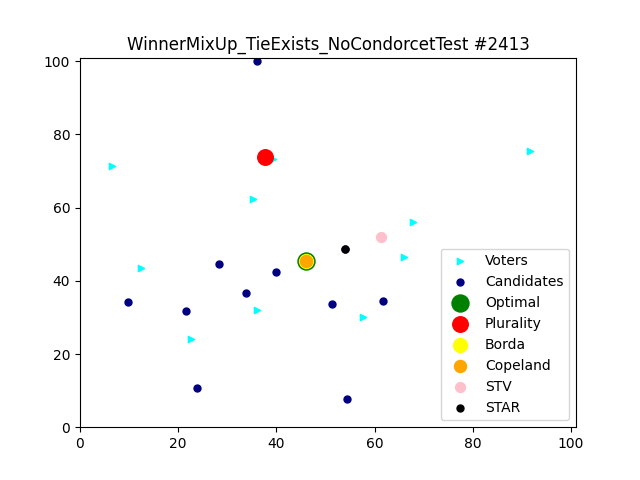 WinnerMixUp_TieExists_NoCondorcetTest #2413
100
80
60
40
20
0
0
20
40
60
80
100
Voters
Candidates
Optimal
Plurality
Borda
Copeland
STV
STAR